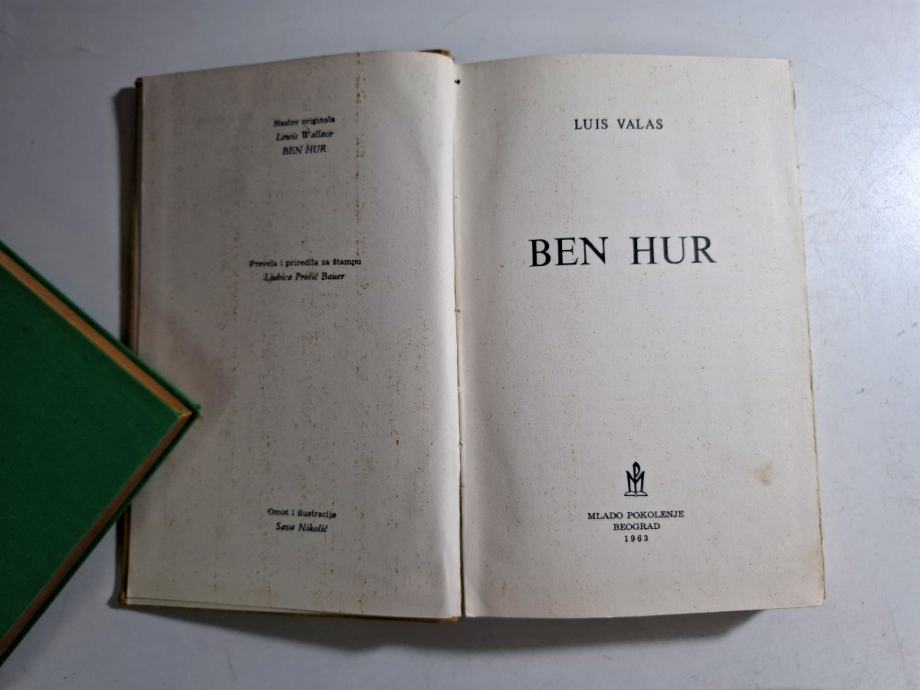 Naslov originala
Lewis Wallace
BEN HUR
Prevela i priredila za štampu
Ljubica Protić Bauer
Omot i ilustracije
Sava Nikolić
LUIS VALAS
BEN HUR
MLADO POKOLENJE
BEOGRAD
1963